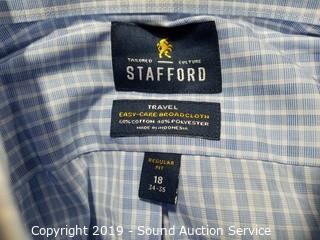 TAILORED CULTURE
STAFFORD
TRAVEL
EASY-CARE BROADCLOTH
60% COTTON 40% POLYESTER
MADE IN INDONESIA
REGULAR
FIT
18
34-35
Copyright 2019 - Sound Auction Service